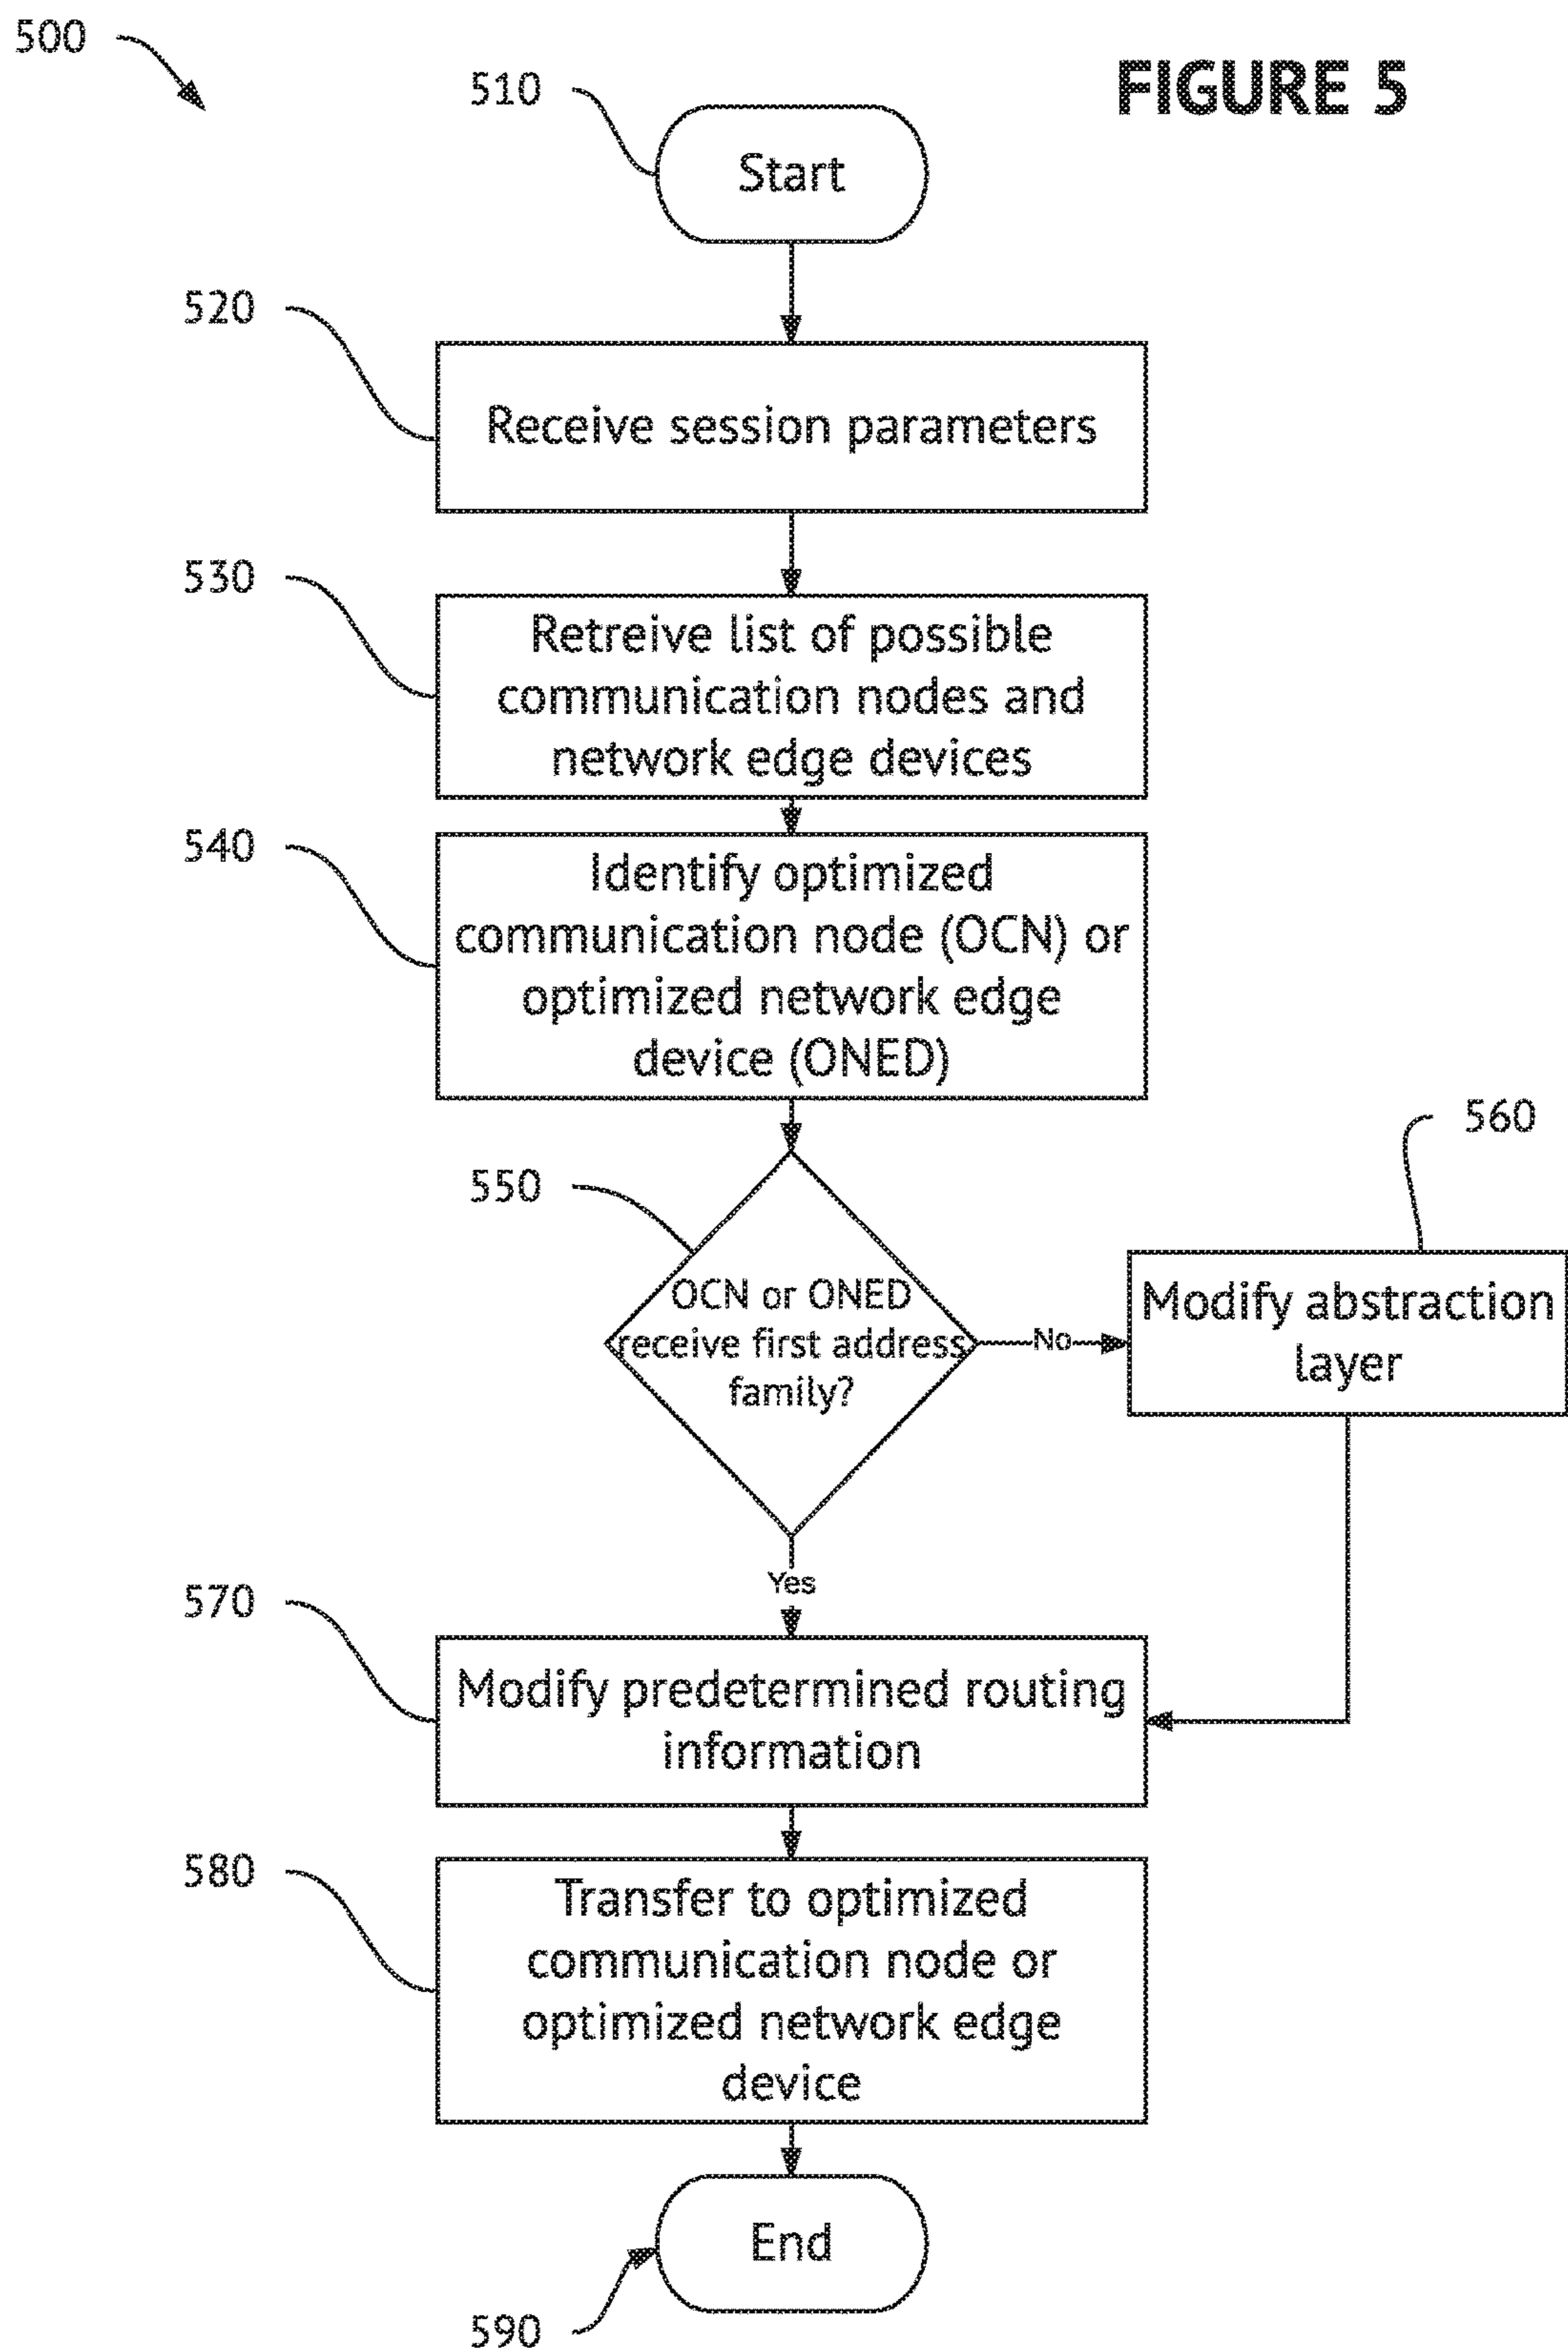 500
FIGURE 5
510
Start
520
Receive session parameters
530
Retreive list of possible
communication nodes and
network edge devices
540
Identify optimized
communication node (OCN) or
optimized network edge
device (ONED)
550
OCN or ONED
receive first address
family?
No
560
Modify abstraction
layer
Yes
570
Modify predetermined routing
information
580
Transfer to optimized
communication node or
optimized network edge
device
End
590